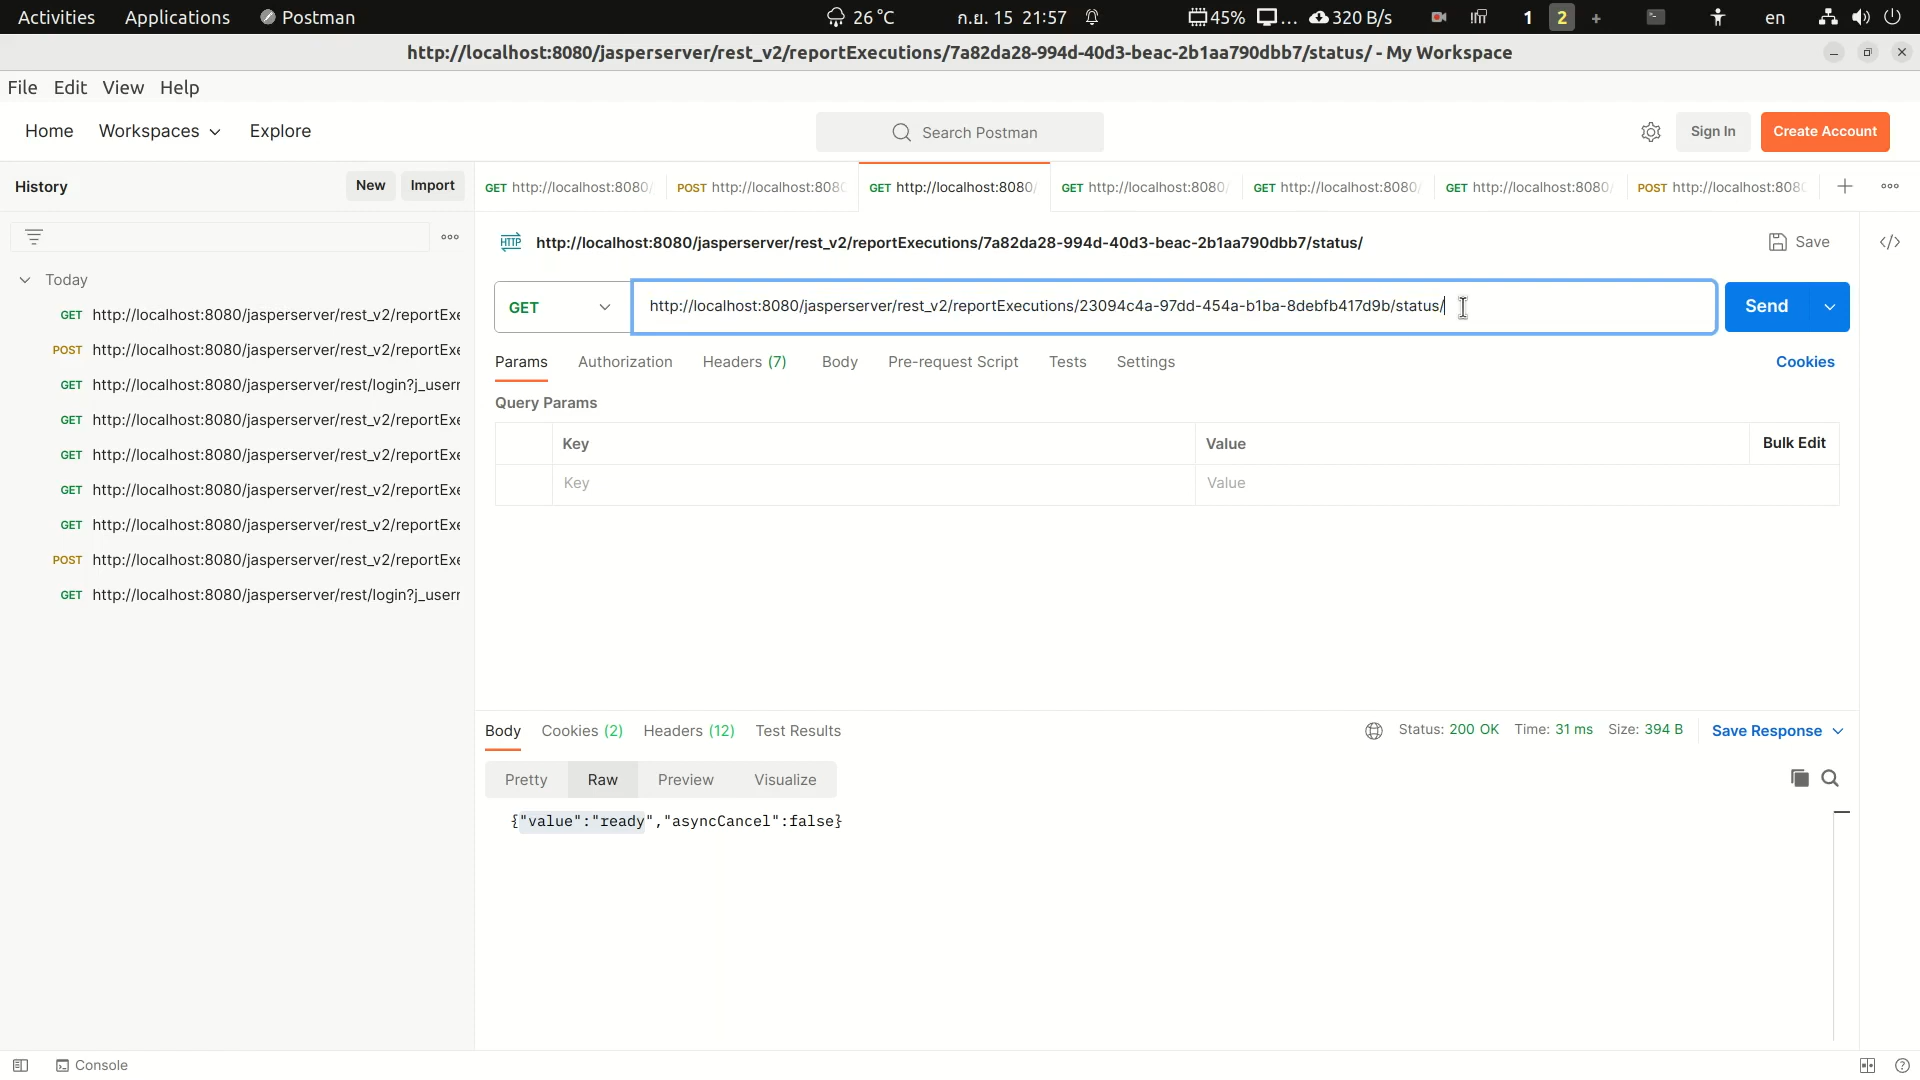 Activities Applications Postman 26 °C ก.ย. 15 21:57 45% ... 320 B/s 1 2 + en
http://localhost:8080/jasperserver/rest_v2/reportExecutions/7a82da28-994d-40d3-beac-2b1aa790dbb7/status/ - My Workspace
File Edit View Help
Home Workspaces Explore Search Postman Sign In Create Account
History New Import GET http://localhost:8080/ POST http://localhost:808 GET http://localhost:8080/ GET http://localhost:8080/ GET http://localhost:8080/ GET http://localhost:8080/ POST http://localhost:808
HTTP http://localhost:8080/jasperserver/rest_v2/reportExecutions/7a82da28-994d-40d3-beac-2b1aa790dbb7/status/ Save </>
Today
GET http://localhost:8080/jasperserver/rest_v2/reportExe
POST http://localhost:8080/jasperserver/rest_v2/reportExe
GET http://localhost:8080/jasperserver/rest/login?j_userr
GET http://localhost:8080/jasperserver/rest_v2/reportExe
GET http://localhost:8080/jasperserver/rest_v2/reportExe
GET http://localhost:8080/jasperserver/rest_v2/reportExe
GET http://localhost:8080/jasperserver/rest_v2/reportExe
POST http://localhost:8080/jasperserver/rest_v2/reportExe
GET http://localhost:8080/jasperserver/rest/login?j_userr
GET http://localhost:8080/jasperserver/rest_v2/reportExecutions/23094c4a-97dd-454a-b1ba-8debfb417d9b/status/ Send
Params Authorization Headers (7) Body Pre-request Script Tests Settings Cookies
Query Params
Key Value Bulk Edit
Key Value
Body Cookies (2) Headers (12) Test Results Status: 200 OK Time: 31 ms Size: 394 B Save Response
Pretty Raw Preview Visualize
{"value":"ready","asyncCancel":false}
Console